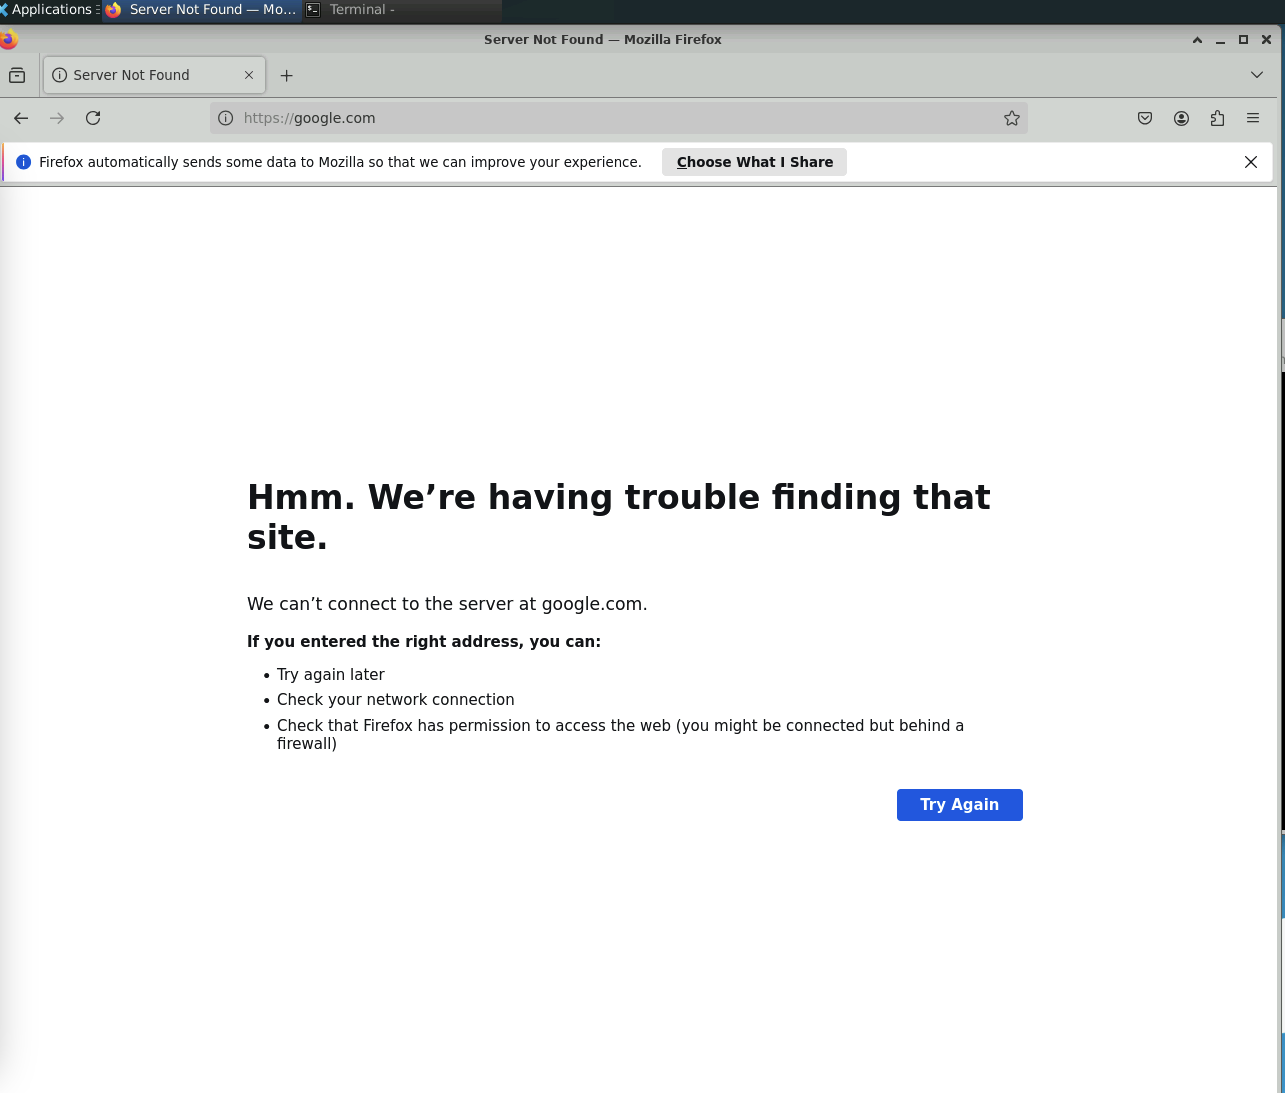 Applications
Server Not Found — Mo...
Terminal -
Server Not Found — Mozilla Firefox
Server Not Found
https://google.com
Firefox automatically sends some data to Mozilla so that we can improve your experience.
Choose What I Share
Hmm. We’re having trouble finding that
site.
We can’t connect to the server at google.com.
If you entered the right address, you can:
• Try again later
• Check your network connection
• Check that Firefox has permission to access the web (you might be connected but behind a
firewall)
Try Again